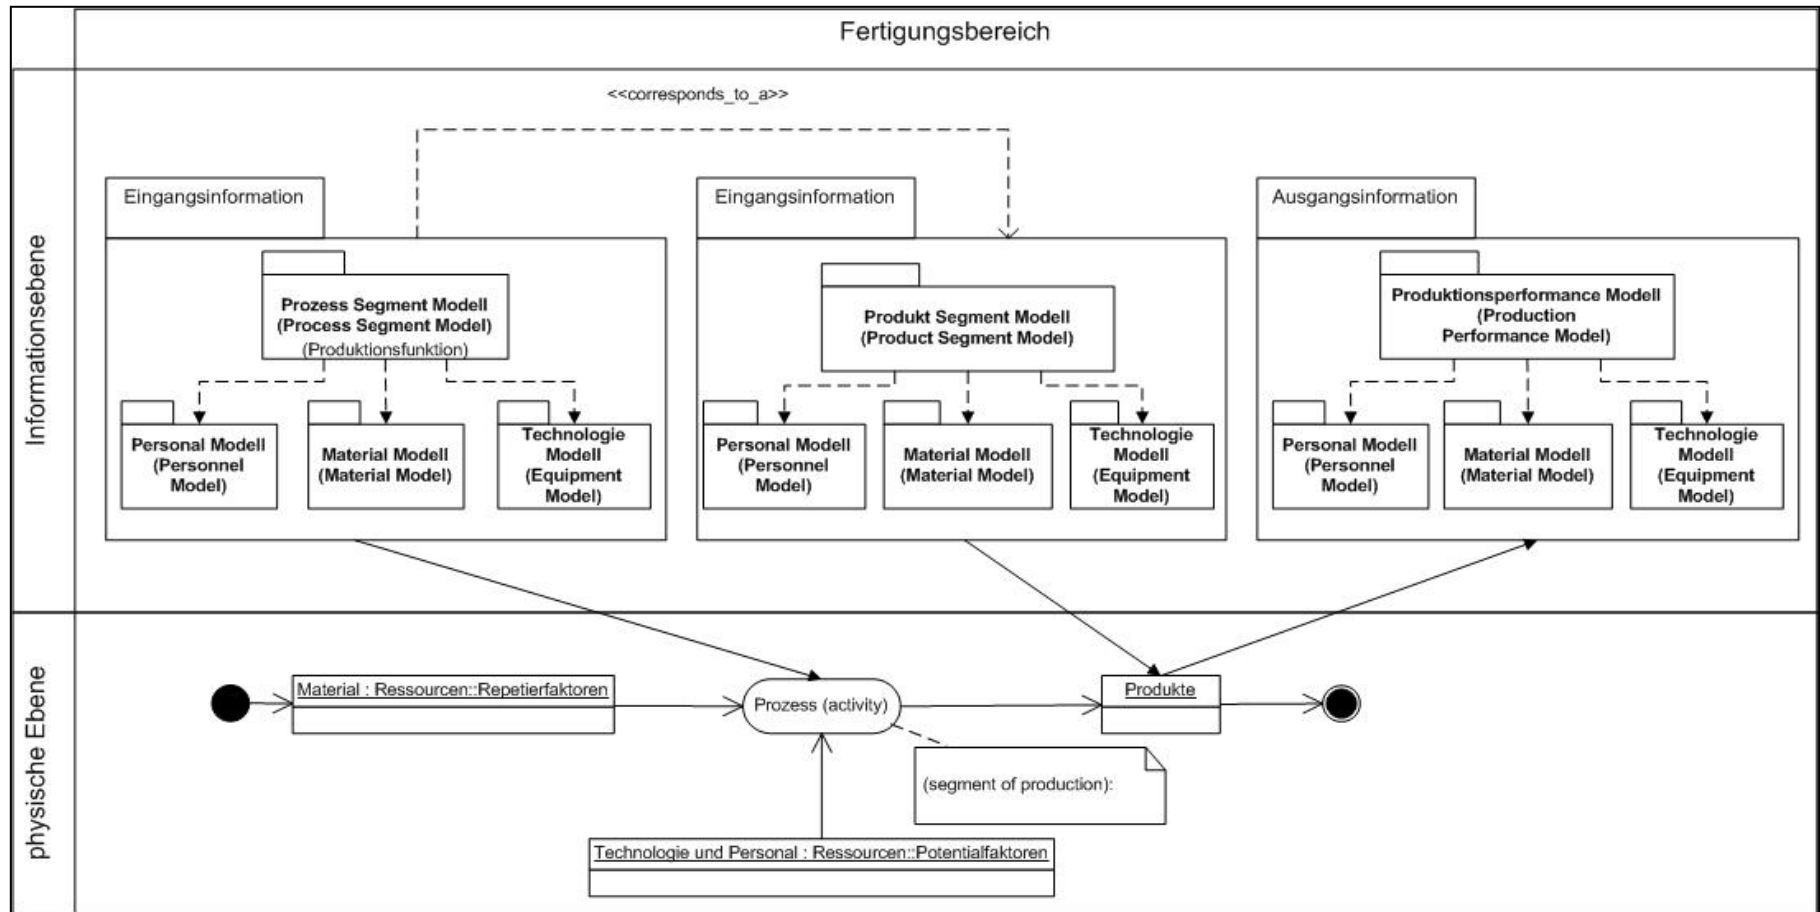 Fertigungsbereich
Informationsebene
<<corresponds_to_a>>
Eingangsinformation
Prozess Segment Modell
(Process Segment Model)
(Produktionsfunktion)
Personal Modell
(Personnel
Model)
Material Modell
(Material Model)
Technologie
Modell
(Equipment
Model)
Eingangsinformation
Produkt Segment Modell
(Product Segment Model)
Personal Modell
(Personnel
Model)
Material Modell
(Material Model)
Technologie
Modell
(Equipment
Model)
Ausgangsinformation
Produktionsperformance Modell
(Production
Performance Model)
Personal Modell
(Personnel
Model)
Material Modell
(Material Model)
Technologie
Modell
(Equipment
Model)
physische Ebene
Material : Ressourcen::Repetierfaktoren
Prozess (activity)
Produkte
(segment of production):
Technologie und Personal : Ressourcen::Potentialfaktoren